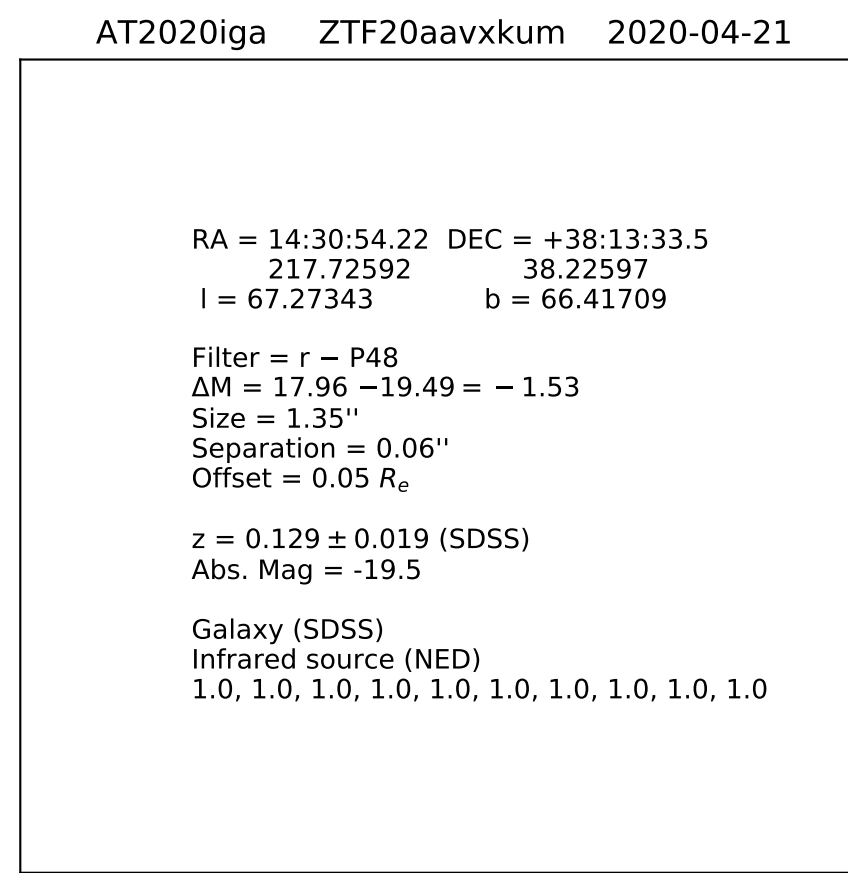 AT2020iga ZTF20aavxkum 2020-04-21
RA = 14:30:54.22 DEC = +38:13:33.5
217.72592 38.22597
l = 67.27343 b = 66.41709
Filter = r − P48
ΔM = 17.96 −19.49 = − 1.53
Size = 1.35''
Separation = 0.06''
Offset = 0.05 Rₑ
z = 0.129 ± 0.019 (SDSS)
Abs. Mag = -19.5
Galaxy (SDSS)
Infrared source (NED)
1.0, 1.0, 1.0, 1.0, 1.0, 1.0, 1.0, 1.0, 1.0, 1.0